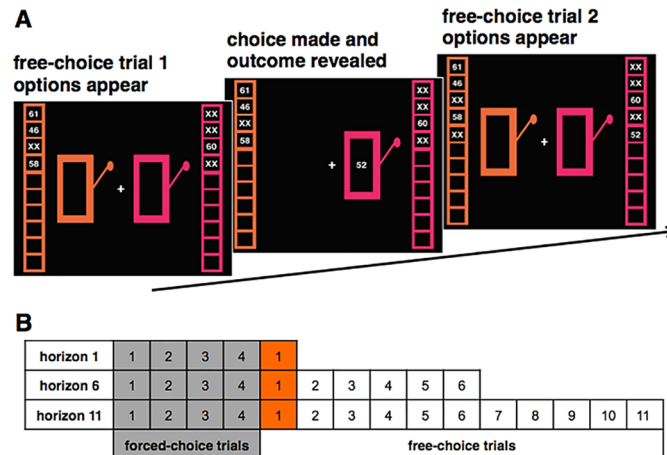 A
free-choice trial 1
options appear
choice made and
outcome revealed
free-choice trial 2
options appear
61
46
XX
58
+
XX
XX
60
XX
61
46
XX
58
+
52
XX
XX
60
XX
61
46
XX
58
XX
+
XX
XX
60
XX
52
B
horizon 1 1 2 3 4 1
horizon 6 1 2 3 4 1 2 3 4 5 6
horizon 11 1 2 3 4 1 2 3 4 5 6 7 8 9 10 11
forced-choice trials free-choice trials